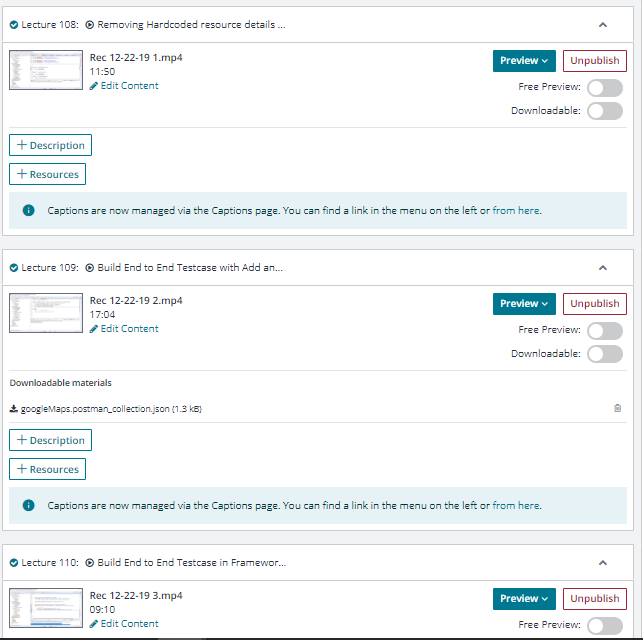 Lecture 108: Removing Hardcoded resource details ...
Rec 12-22-19 1.mp4
11:50
Edit Content
Preview
Unpublish
Free Preview:
Downloadable:
+ Description
+ Resources
Captions are now managed via the Captions page. You can find a link in the menu on the left or from here.
Lecture 109: Build End to End Testcase with Add an...
Rec 12-22-19 2.mp4
17:04
Edit Content
Preview
Unpublish
Free Preview:
Downloadable:
Downloadable materials
googleMaps.postman_collection.json (1.3 kB)
+ Description
+ Resources
Captions are now managed via the Captions page. You can find a link in the menu on the left or from here.
Lecture 110: Build End to End Testcase in Framewor...
Rec 12-22-19 3.mp4
09:10
Edit Content
Preview
Unpublish
Free Preview: